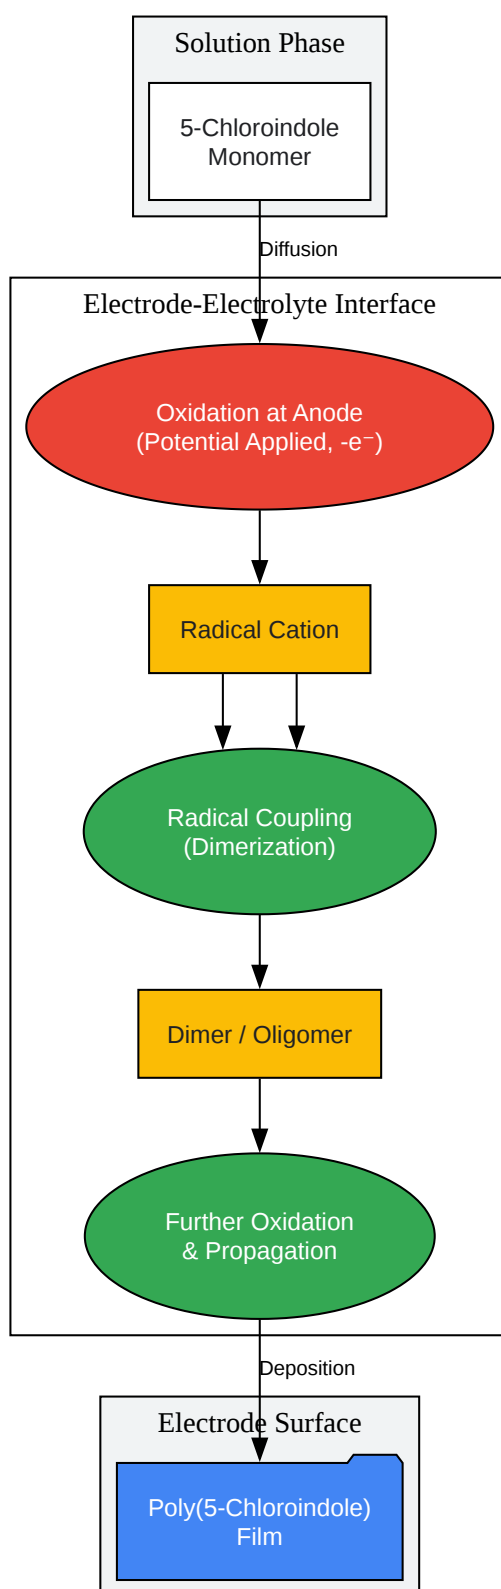 Solution Phase
5-Chloroindole
Monomer
Diffusion
Electrode-Electrolyte Interface
Oxidation at Anode
(Potential Applied, -e⁻)
Radical Cation
Radical Coupling
(Dimerization)
Dimer / Oligomer
Further Oxidation
& Propagation
Deposition
Electrode Surface
Poly(5-Chloroindole)
Film